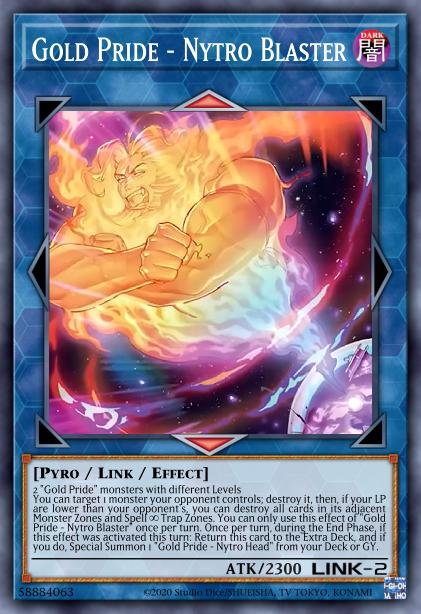 Gold Pride - Nytro Blaster
DARK
闇
[Pyro / Link / Effect]
2 "Gold Pride" monsters with different Levels
You can target 1 monster your opponent controls; destroy it, then, if your LP
are lower than your opponent's, you can destroy all cards in its adjacent
Monster Zones and Spell ∞ Trap Zones. You can only use this effect of "Gold
Pride - Nytro Blaster" once per turn. Once per turn, during the End Phase, if
this effect was activated this turn: Return this card to the Extra Deck, and if
you do, Special Summon 1 "Gold Pride - Nytro Head" from your Deck or GY.
ATK/2300 LINK-2
58884063 ©2020 Studio Dice/SHUEISHA, TV TOKYO, KONAMI